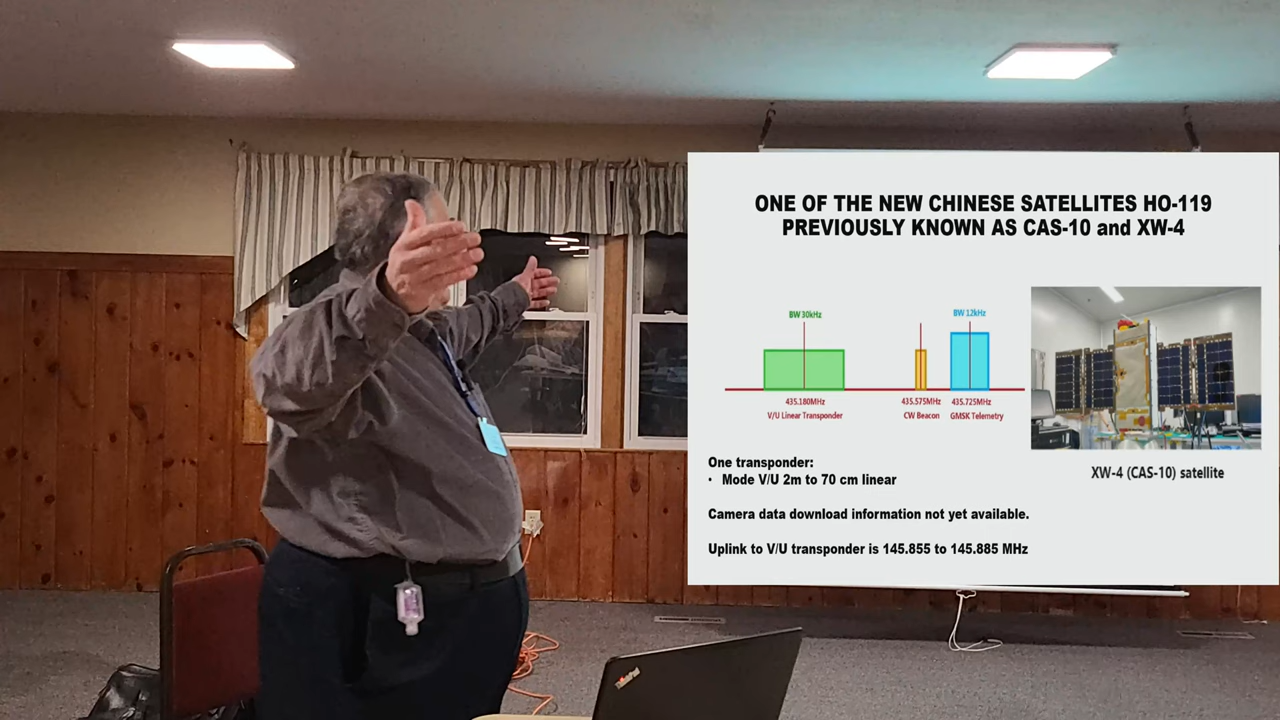 ONE OF THE NEW CHINESE SATELLITES HO-119
PREVIOUSLY KNOWN AS CAS-10 and XW-4
BW 30kHz
BW 12kHz
435.180MHz
435.575MHz
435.725MHz
V/U Linear Transponder
CW Beacon
GMSK Telemetry
XW-4 (CAS-10) satellite
One transponder:
• Mode V/U 2m to 70 cm linear
Camera data download information not yet available.
Uplink to V/U transponder is 145.855 to 145.885 MHz
ThinkPad